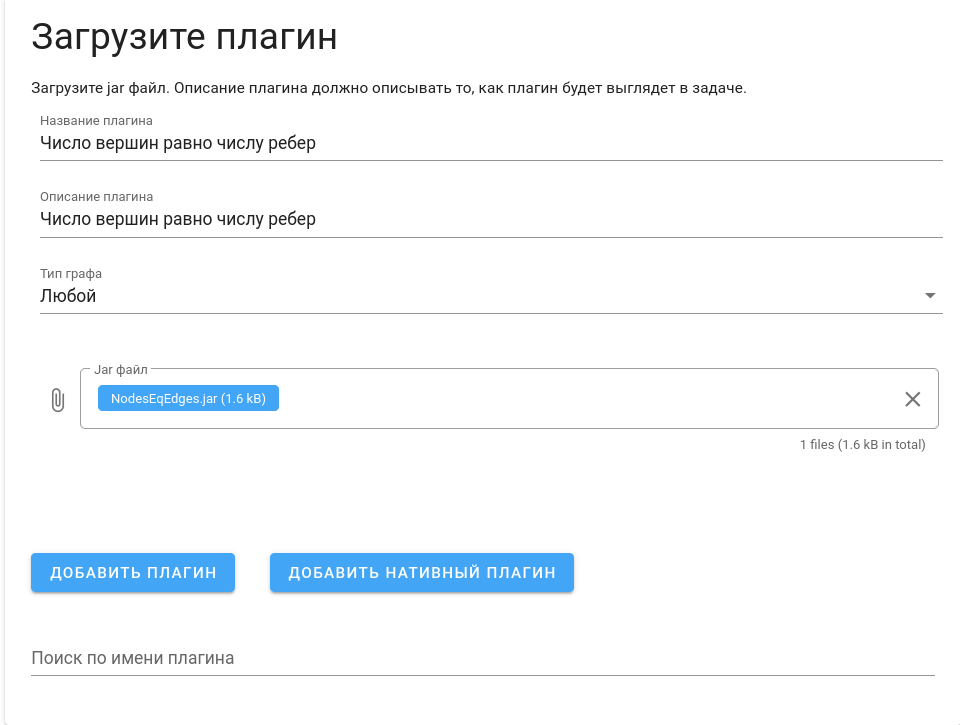 Загрузите плагин
Загрузите jar файл. Описание плагина должно описывать то, как плагин будет выглядет в задаче.
Название плагина
Число вершин равно числу ребер
Описание плагина
Число вершин равно числу ребер
Тип графа
Любой
Jar файл
NodesEqEdges.jar (1.6 kB)
1 files (1.6 kB in total)
ДОБАВИТЬ ПЛАГИН
ДОБАВИТЬ НАТИВНЫЙ ПЛАГИН
Поиск по имени плагина